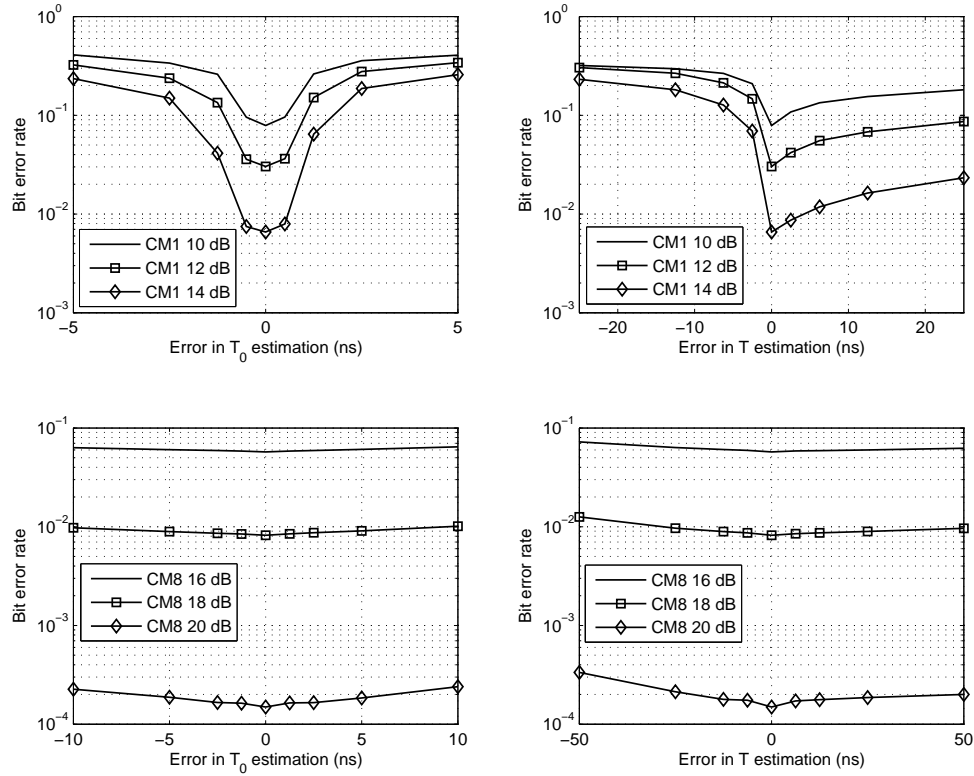 10^0
10^−1
10^−2
10^−3
Bit error rate
CM1 10 dB
CM1 12 dB
CM1 14 dB
−5 0 5
Error in T_0 estimation (ns)
10^0
10^−1
10^−2
10^−3
Bit error rate
CM1 10 dB
CM1 12 dB
CM1 14 dB
−20 −10 0 10 20
Error in T estimation (ns)
10^−1
10^−2
10^−3
10^−4
Bit error rate
CM8 16 dB
CM8 18 dB
CM8 20 dB
−10 −5 0 5 10
Error in T_0 estimation (ns)
10^−1
10^−2
10^−3
10^−4
Bit error rate
CM8 16 dB
CM8 18 dB
CM8 20 dB
−50 0 50
Error in T estimation (ns)